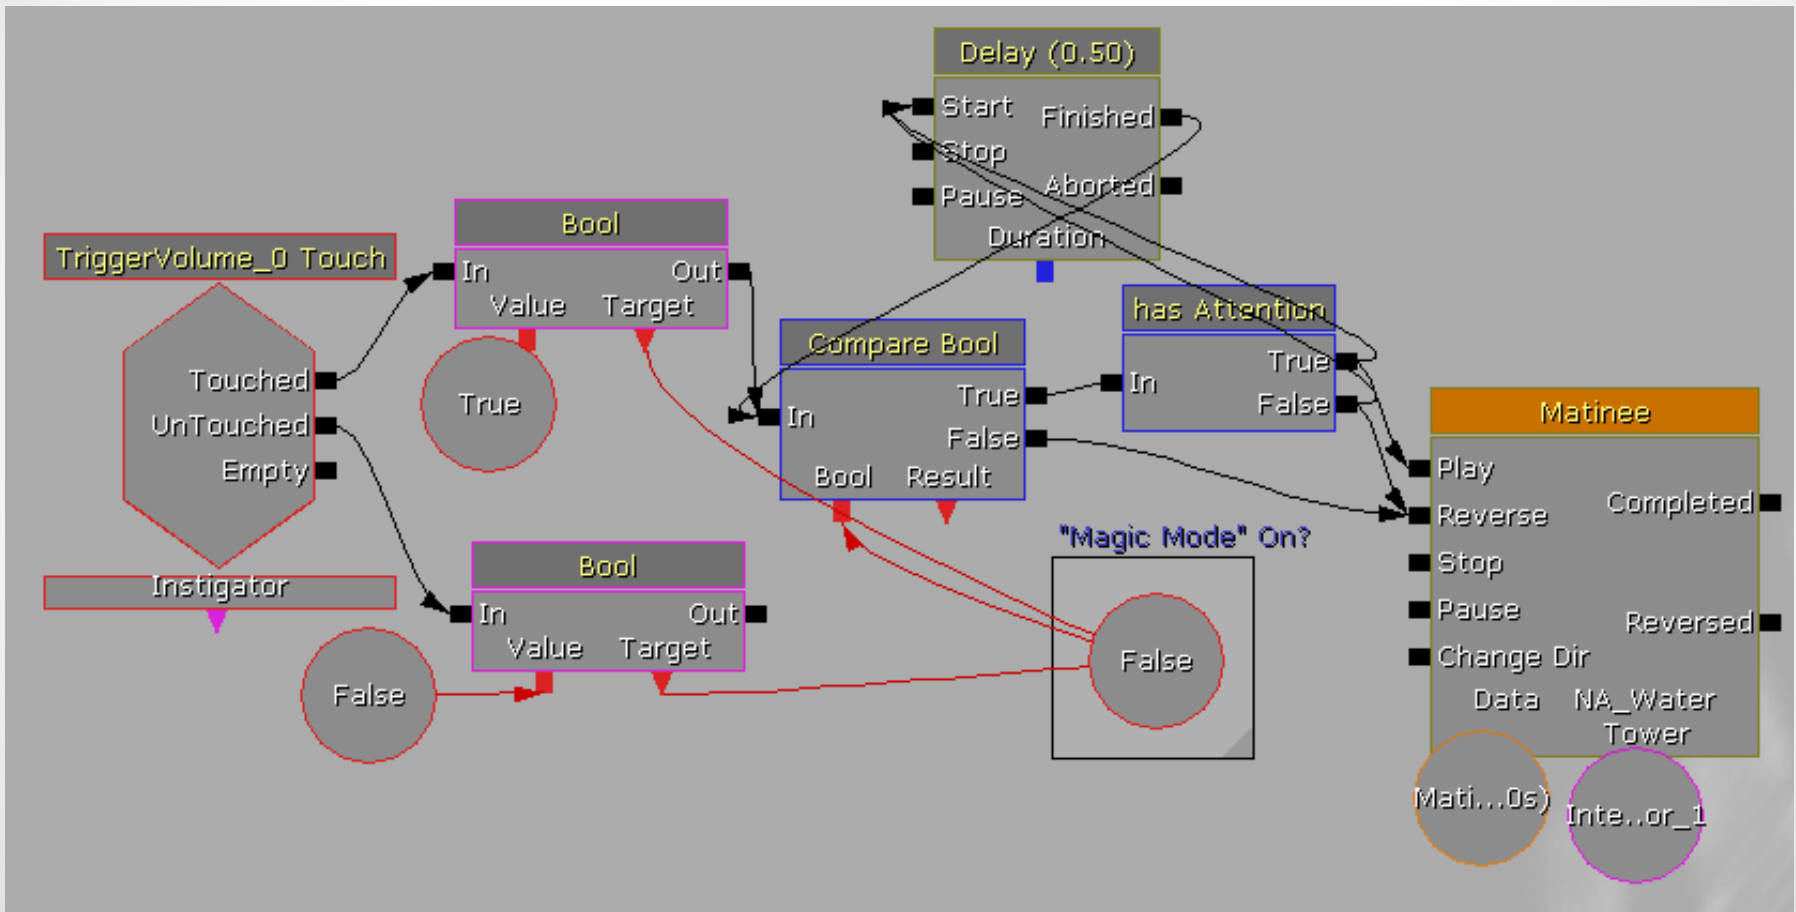 Delay (0.50)
Start
Finished
Stop
Aborted
Pause
Duration
TriggerVolume_0 Touch
Touched
UnTouched
Empty
Instigator
Bool
In
Out
Value
Target
True
Bool
In
Out
Value
Target
False
Compare Bool
In
True
False
Bool
Result
has Attention
In
True
False
"Magic Mode" On?
False
Matinee
Play
Completed
Reverse
Stop
Pause
Reversed
Change Dir
Data
NA_Water
Tower
Mati...0s)
Inte..or_1